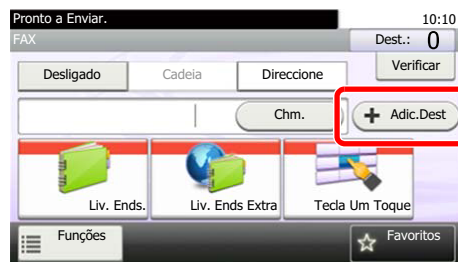 Pronto a Enviar. 10:10
FAX Dest.: 0
Desligado Cadeia Direccione Verificar
Chm. + Adic.Dest
Liv. Ends. Liv. Ends Extra Tecla Um Toque
Funções Favoritos